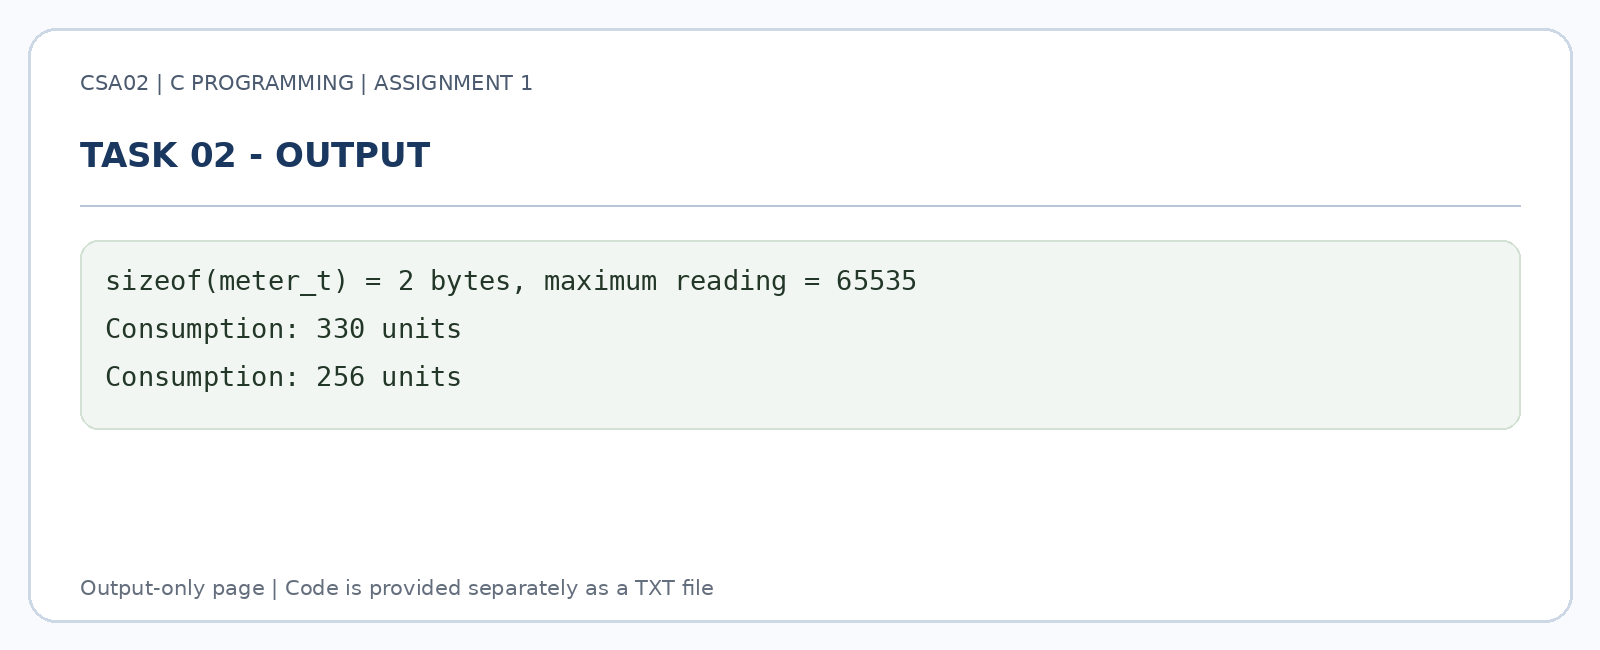 CSA02 | C PROGRAMMING | ASSIGNMENT 1
TASK 02 - OUTPUT
sizeof(meter_t) = 2 bytes, maximum reading = 65535
Consumption: 330 units
Consumption: 256 units
Output-only page | Code is provided separately as a TXT file